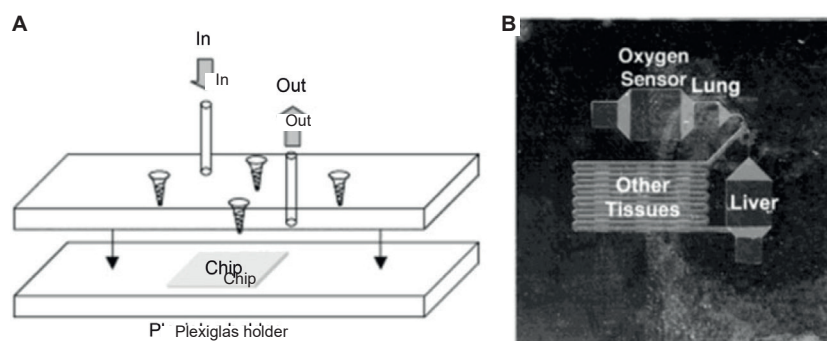 A
In
In
Out
Out
Chip
Chip
P
Plexiglas holder
B
Oxygen
Sensor
Lung
Other
Tissues
Liver